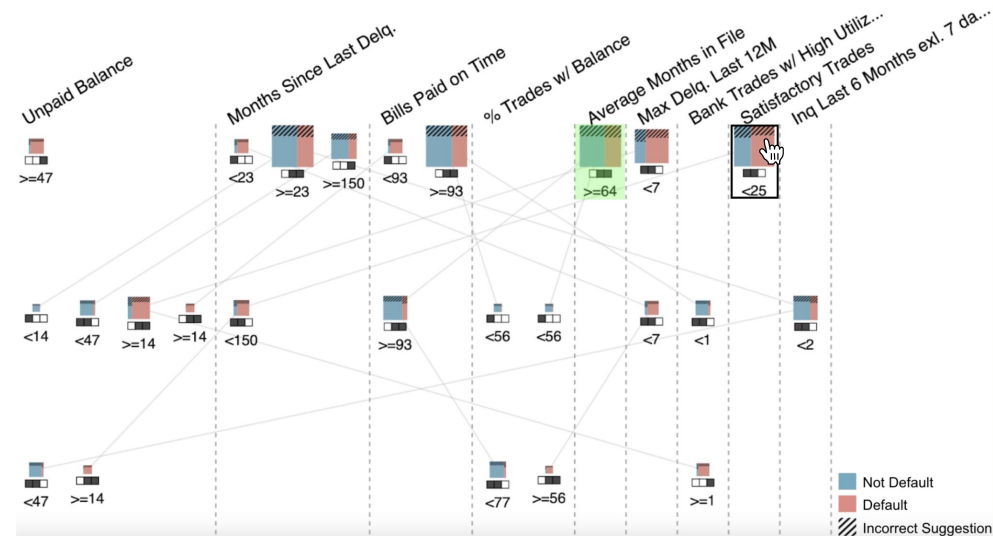 Unpaid Balance
Months Since Last Delq.
Bills Paid on Time
% Trades w/ Balance
Average Months in File
Max Delq. Last 12M
Bank Trades w/ High Utiliz...
Satisfactory Trades
Inq Last 6 Months exl. 7 da...
>=47
<23
>=23
>=150
<93
>=93
>=64
<7
<25
<14
<47
>=14
>=14
<150
>=93
<56
<56
<7
<1
<2
<47
>=14
<77
>=56
>=1
Not Default
Default
Incorrect Suggestion